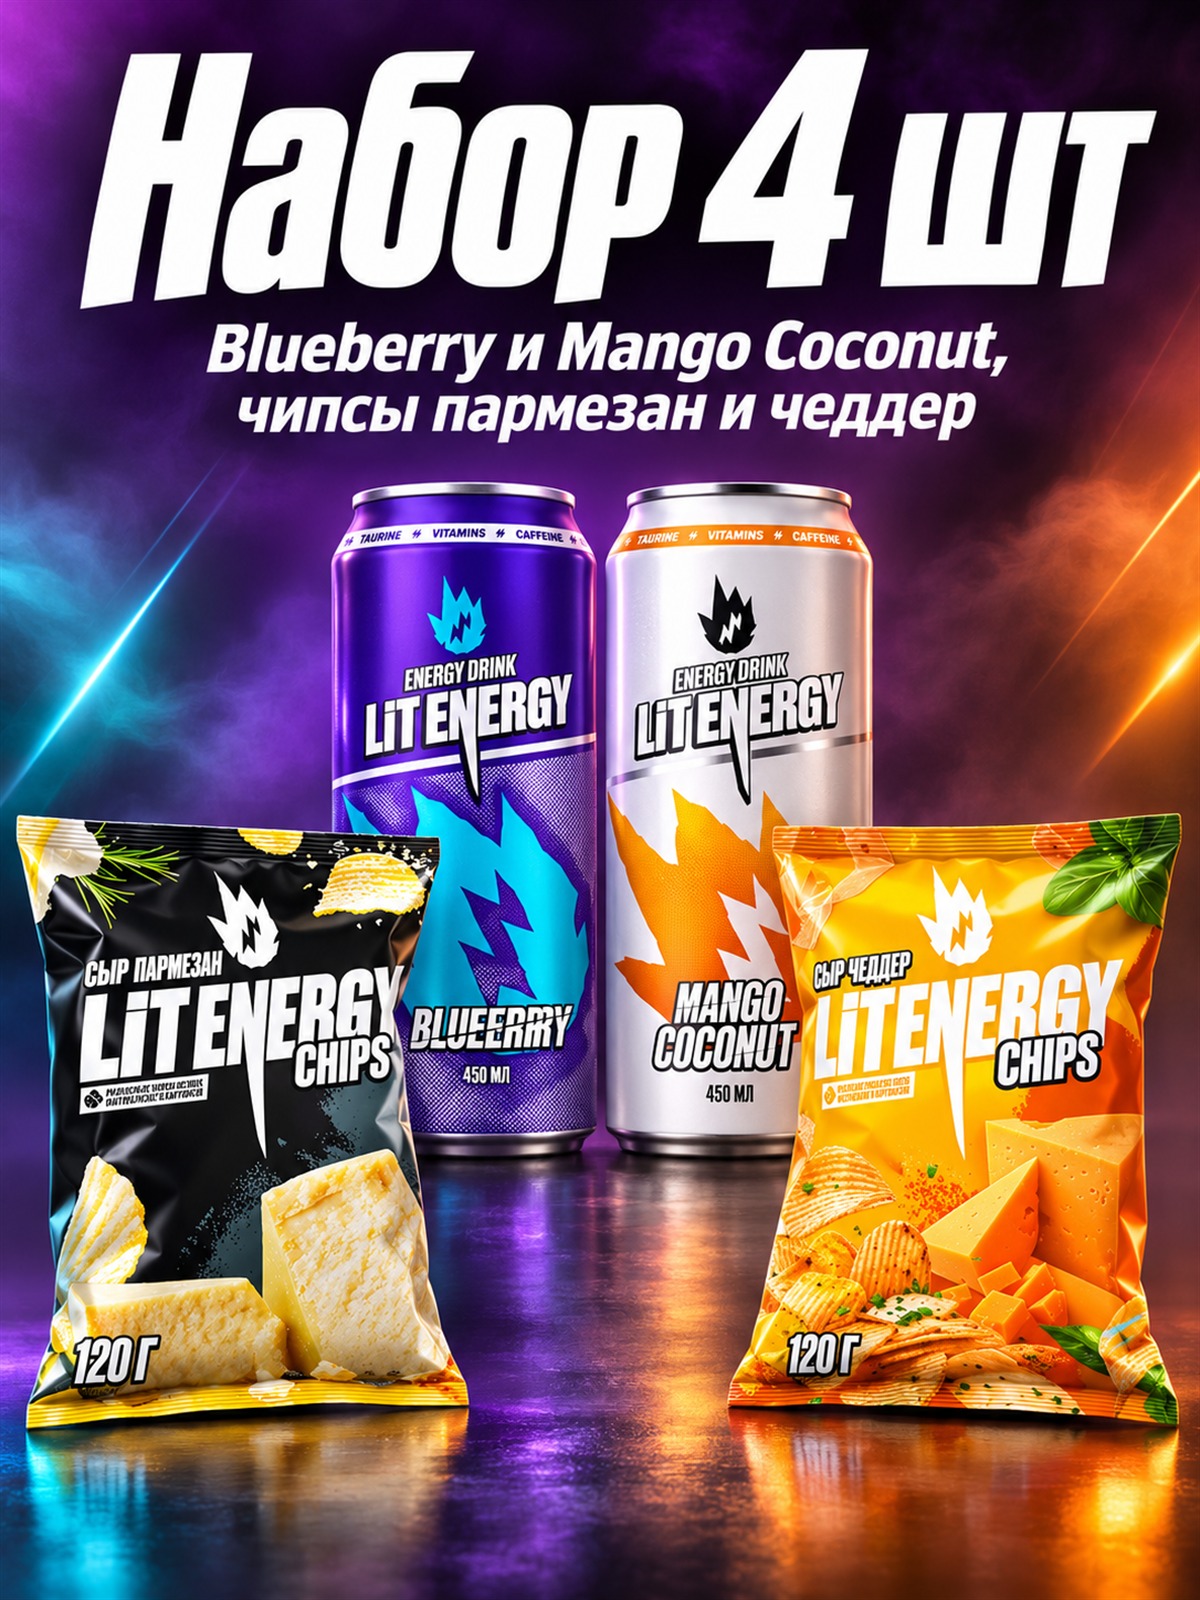 Набор 4 шт
Blueberry и Mango Coconut,
чипсы пармезан и чеддер
TAURINE VITAMINS CAFFEINE
ENERGY DRINK
LIT ENERGY
BLUEERRY
450 МЛ
TAURINE VITAMINS CAFFEINE
ENERGY DRINK
LIT ENERGY
MANGO
COCONUT
450 МЛ
СЫР ПАРМЕЗАН
LIT ENERGY
CHIPS
120 Г
СЫР ЧЕДДЕР
LIT ENERGY
CHIPS
120 Г